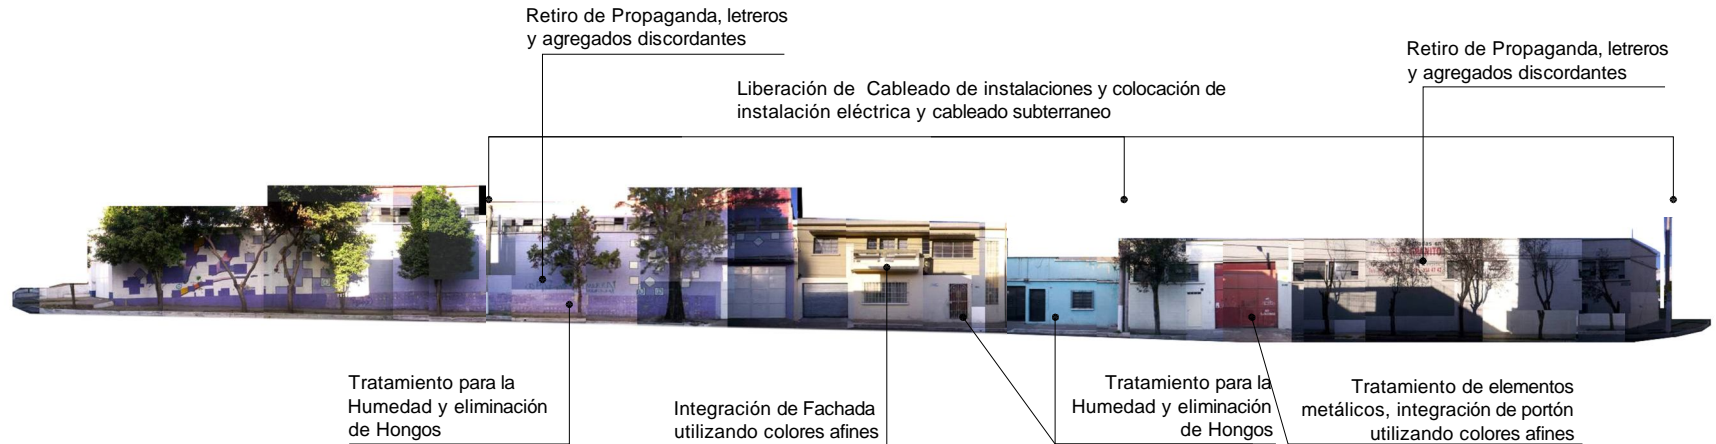 Retiro de Propaganda, letreros
y agregados discordantes
Retiro de Propaganda, letreros
y agregados discordantes
Liberación de Cableado de instalaciones y colocación de
instalación eléctrica y cableado subterraneo
Tratamiento para la
Humedad y eliminación
de Hongos
Integración de Fachada
utilizando colores afines
Tratamiento para la
Humedad y eliminación
de Hongos
Tratamiento de elementos
metálicos, integración de portón
utilizando colores afines